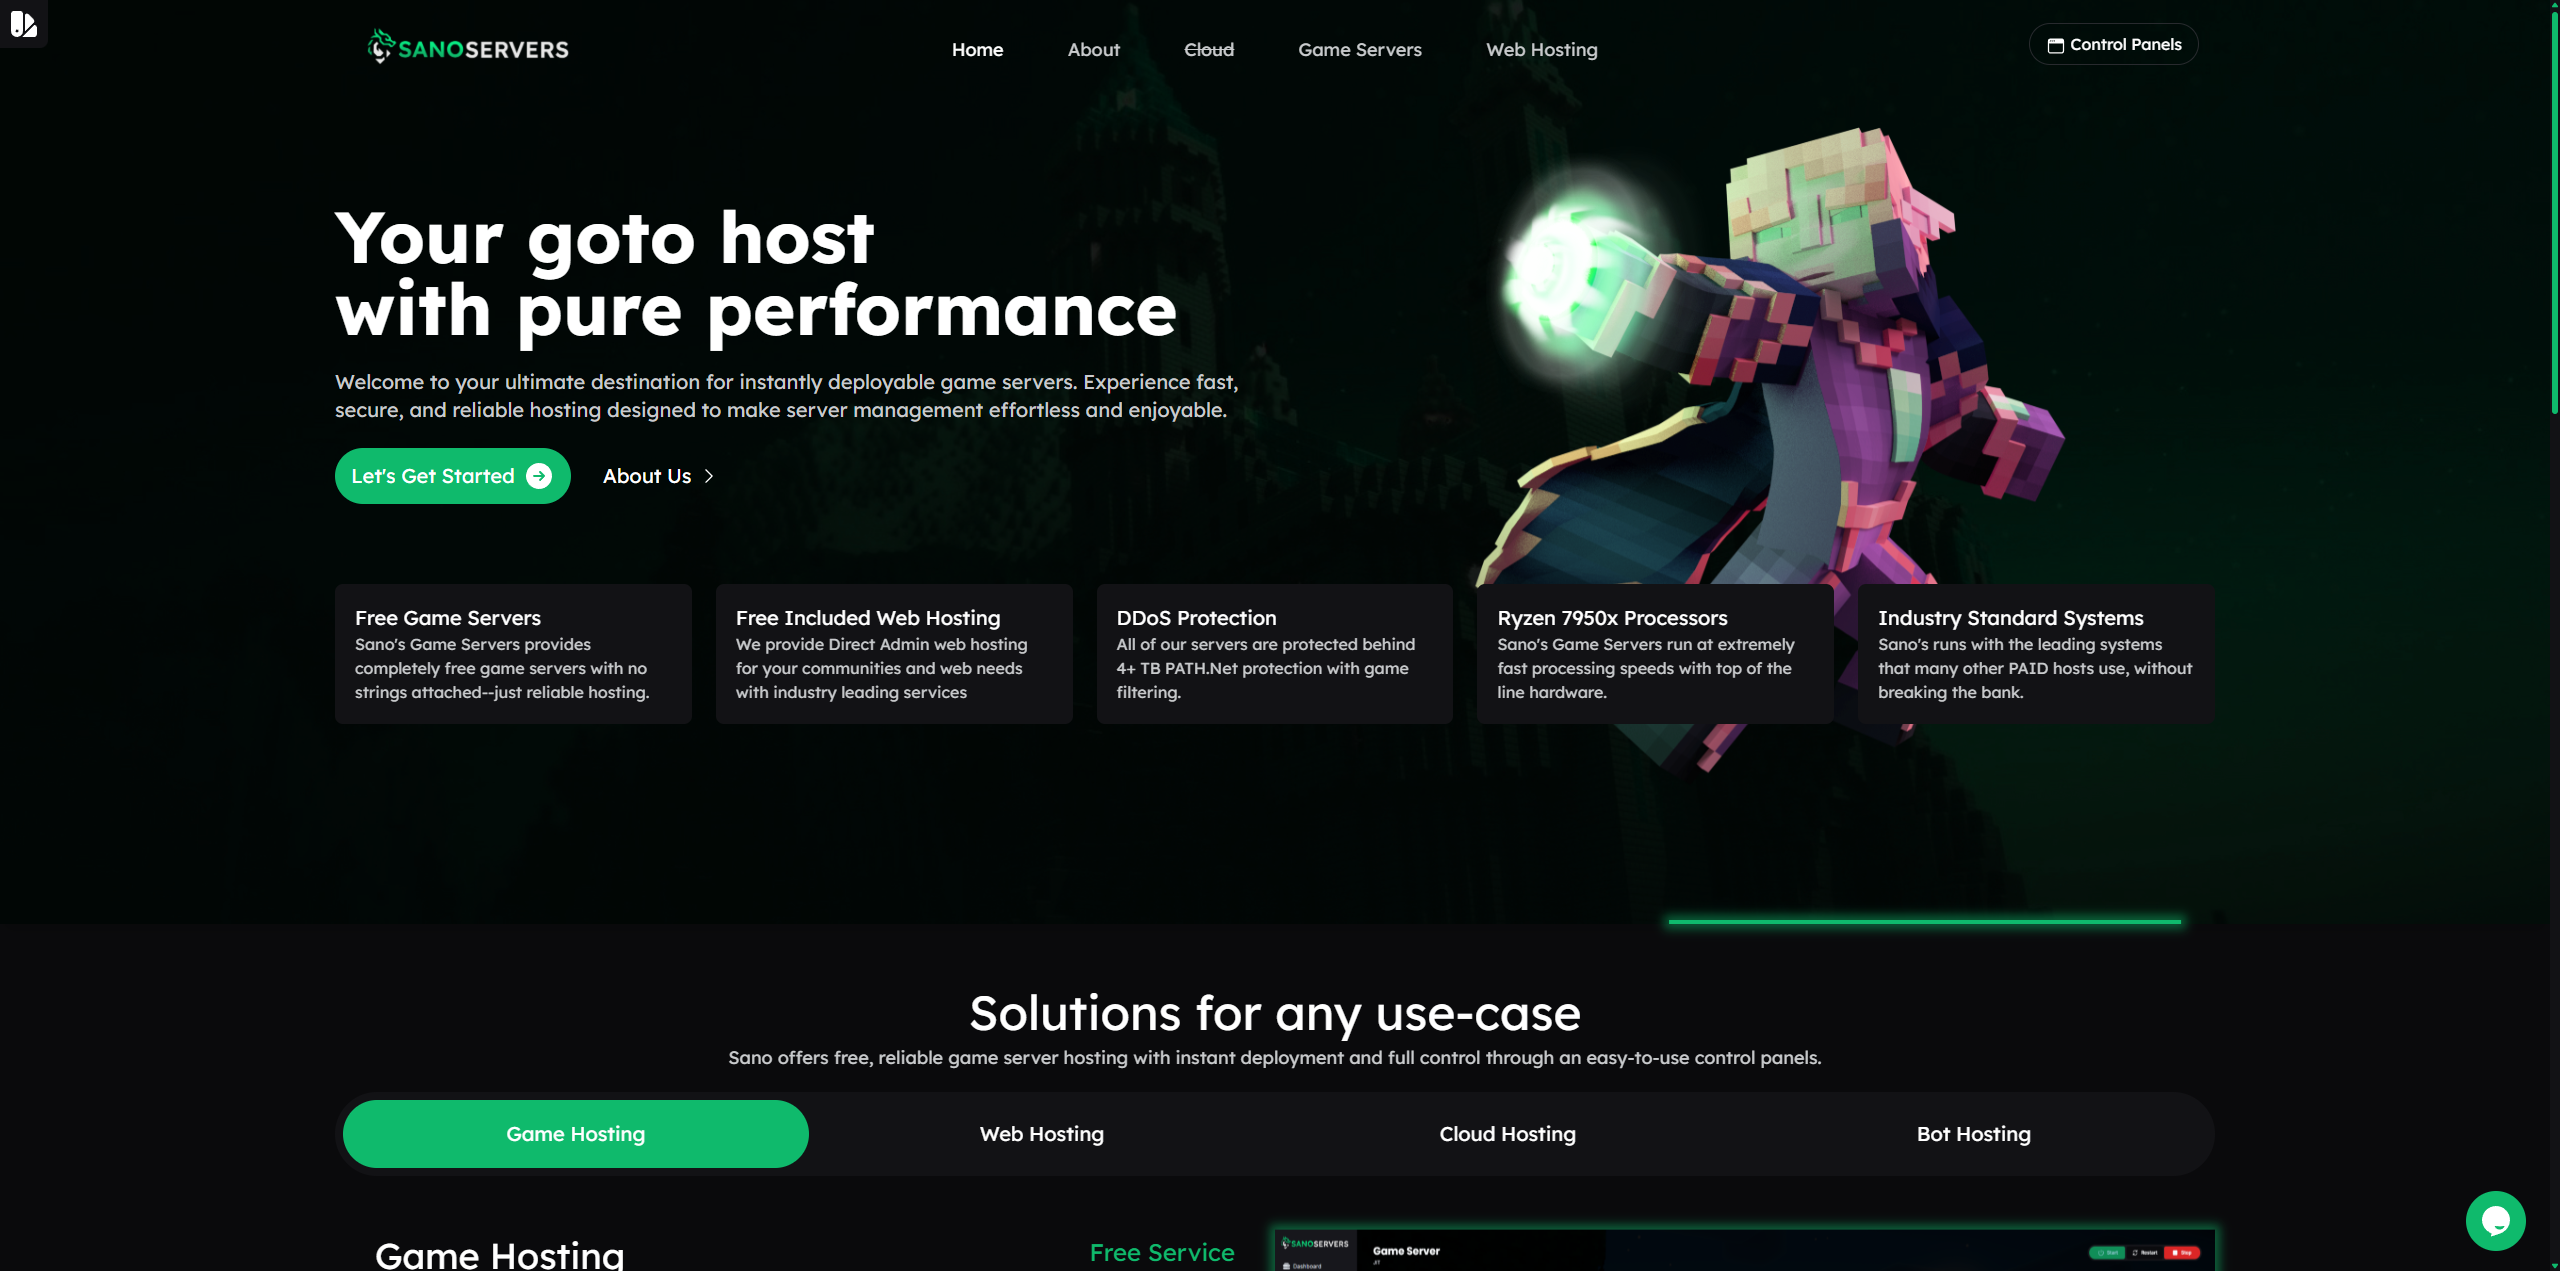 SANOSERVERS
Home
About
Cloud
Game Servers
Web Hosting
Control Panels
Your goto host
with pure performance
Welcome to your ultimate destination for instantly deployable game servers. Experience fast,
secure, and reliable hosting designed to make server management effortless and enjoyable.
Let's Get Started
About Us
Free Game Servers
Sano's Game Servers provides
completely free game servers with no
strings attached--just reliable hosting.
Free Included Web Hosting
We provide Direct Admin web hosting
for your communities and web needs
with industry leading services
DDoS Protection
All of our servers are protected behind
4+ TB PATH.Net protection with game
filtering.
Ryzen 7950x Processors
Sano's Game Servers run at extremely
fast processing speeds with top of the
line hardware.
Industry Standard Systems
Sano's runs with the leading systems
that many other PAID hosts use, without
breaking the bank.
Solutions for any use-case
Sano offers free, reliable game server hosting with instant deployment and full control through an easy-to-use control panels.
Game Hosting
Web Hosting
Cloud Hosting
Bot Hosting
Game Hosting
Free Service
SANOSERVERS
Game Server
Start
Restart
Stop
Dashboard